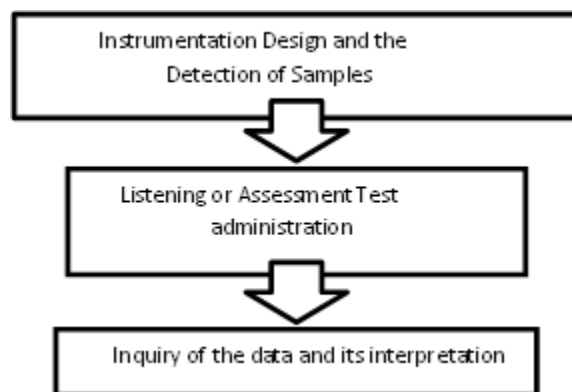 Instrumentation Design and the
Detection of Samples
Listening or Assessment Test
administration
Inquiry of the data and its interpretation